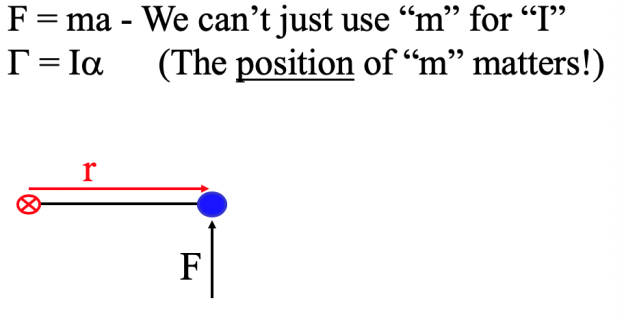 F = ma - We can’t just use “m” for “I”
Γ = Iα (The position of “m” matters!)
r
F